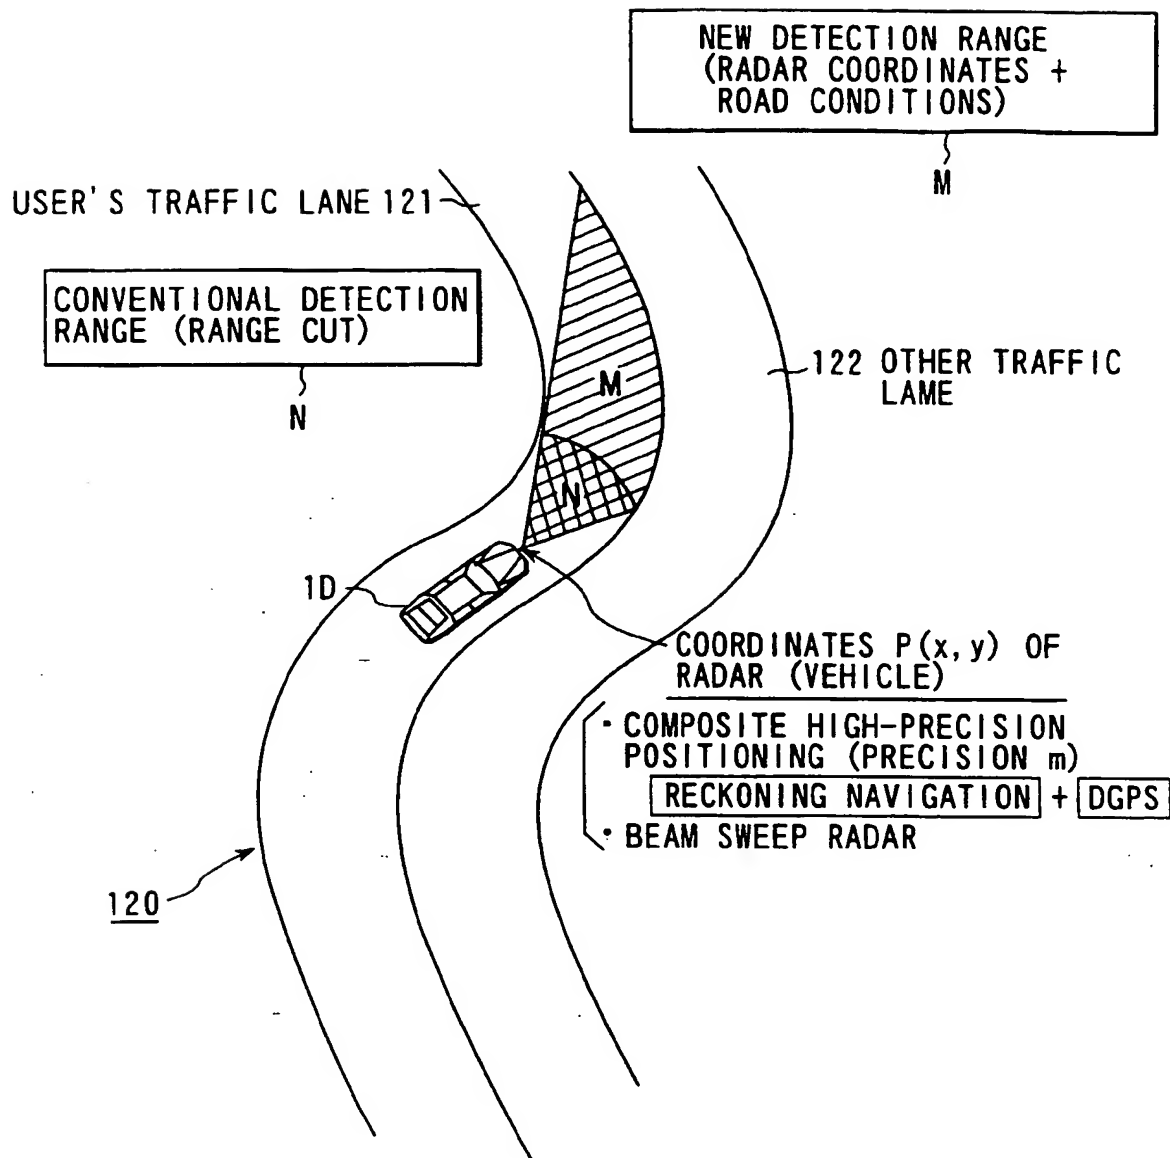 NEW DETECTION RANGE
(RADAR COORDINATES +
ROAD CONDITIONS)
M
USER'S TRAFFIC LANE 121
CONVENTIONAL DETECTION
RANGE (RANGE CUT)
N
M
122 OTHER TRAFFIC
LAME
N
1D
COORDINATES P(x,y) OF
RADAR (VEHICLE)
· COMPOSITE HIGH-PRECISION
POSITIONING (PRECISION m)
RECKONING NAVIGATION + DGPS
· BEAM SWEEP RADAR
120